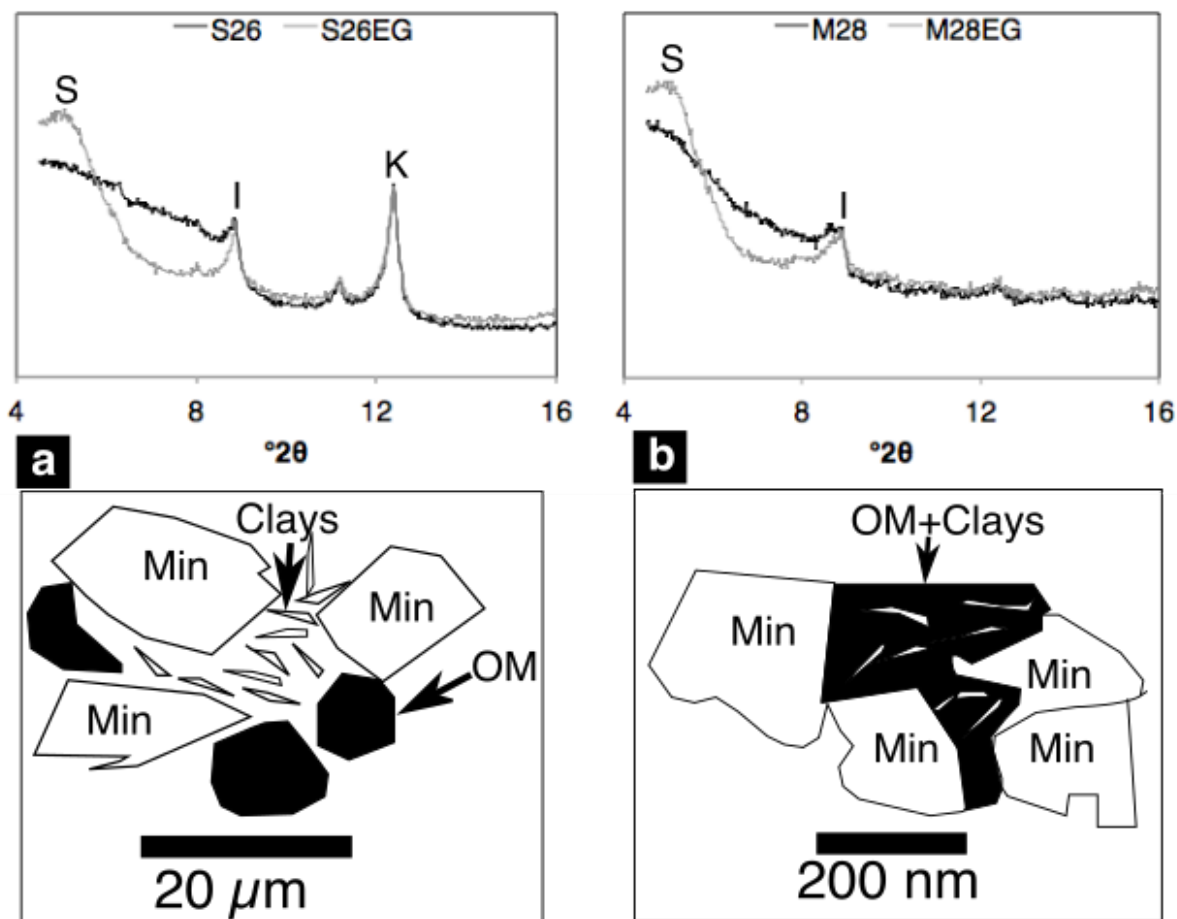 S26 S26EG
S
I
K
4 8 12 16
°2θ
a
M28 M28EG
S
I
4 8 12 16
°2θ
b
Clays
Min
Min
OM
Min
20 μm
OM+Clays
Min
Min
Min
Min
200 nm